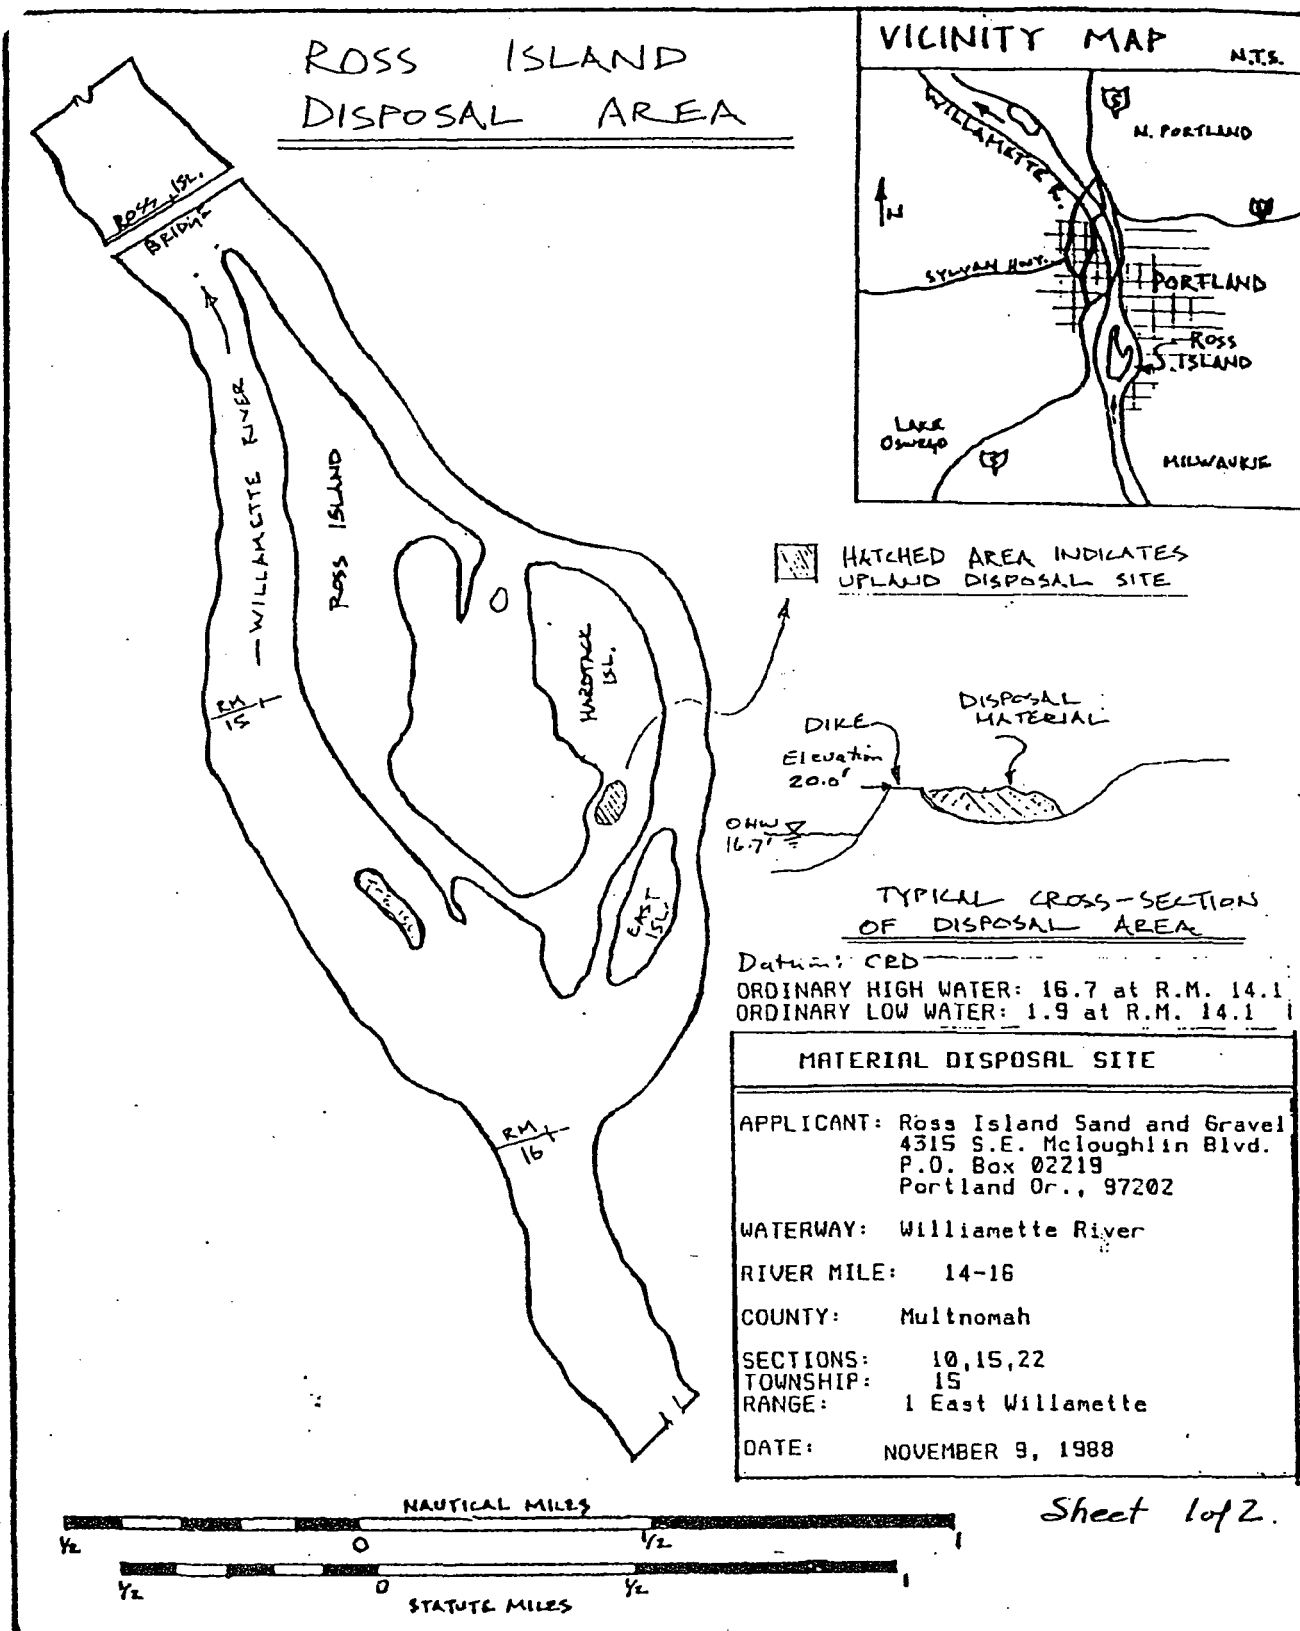 ROSS ISLAND
DISPOSAL AREA
VICINITY MAP
N.T.S.
WILLAMETTE R.
5
N. PORTLAND
N
SYLVAN HWY.
PORTLAND
ROSS
ISLAND
LAKE
OSWEGO
5
MILWAUKIE
ROSS ISL.
BRIDGE
WILLAMETTE RIVER
ROSS ISLAND
HARDTACK
ISL.
EAST
ISL.
RM
15
RM
16
HATCHED AREA INDICATES
UPLAND DISPOSAL SITE
DISPOSAL
MATERIAL
DIKE
Elevation
20.0'
OHW
16.7'
TYPICAL CROSS-SECTION
OF DISPOSAL AREA
Datum: CRD
ORDINARY HIGH WATER: 16.7 at R.M. 14.1
ORDINARY LOW WATER: 1.9 at R.M. 14.1
MATERIAL DISPOSAL SITE
APPLICANT: Ross Island Sand and Gravel
4315 S.E. Mcloughlin Blvd.
P.O. Box 02219
Portland Or., 97202
WATERWAY: Williamette River
RIVER MILE: 14-16
COUNTY: Multnomah
SECTIONS: 10,15,22
TOWNSHIP: 1S
RANGE: 1 East Willamette
DATE: NOVEMBER 9, 1988
Sheet 1 of 2.
NAUTICAL MILES
1/2 0 1/2 1
1/2 0 1/2 1
STATUTE MILES